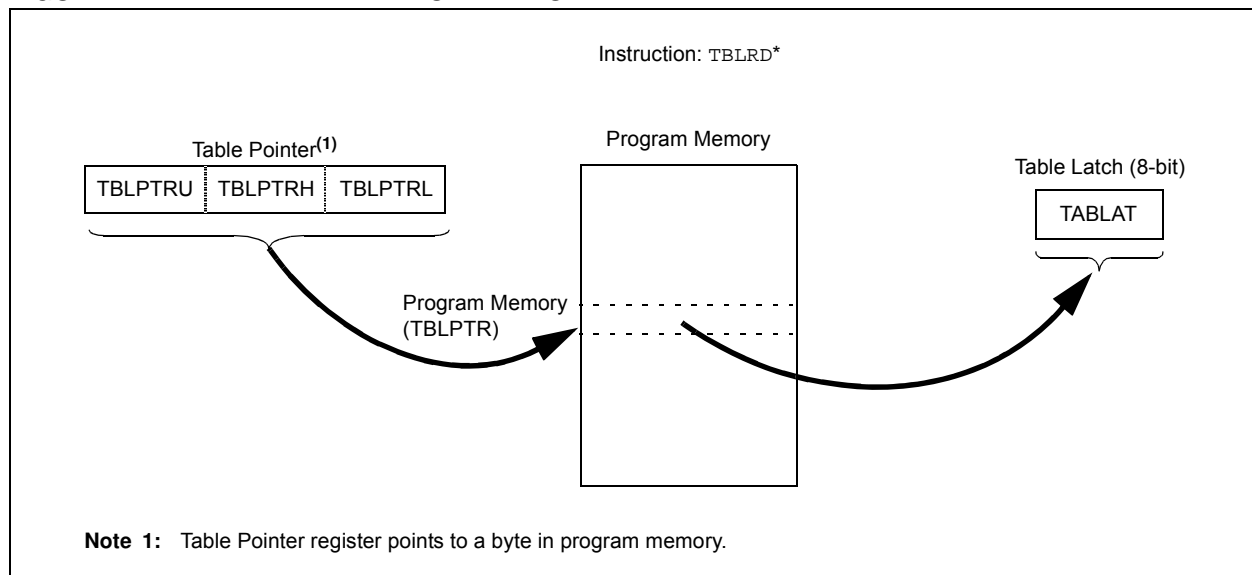 Instruction: TBLRD*
Table Pointer(1)
TBLPTRU TBLPTRH TBLPTRL
Program Memory
Table Latch (8-bit)
TABLAT
Program Memory
(TBLPTR)
Note 1: Table Pointer register points to a byte in program memory.